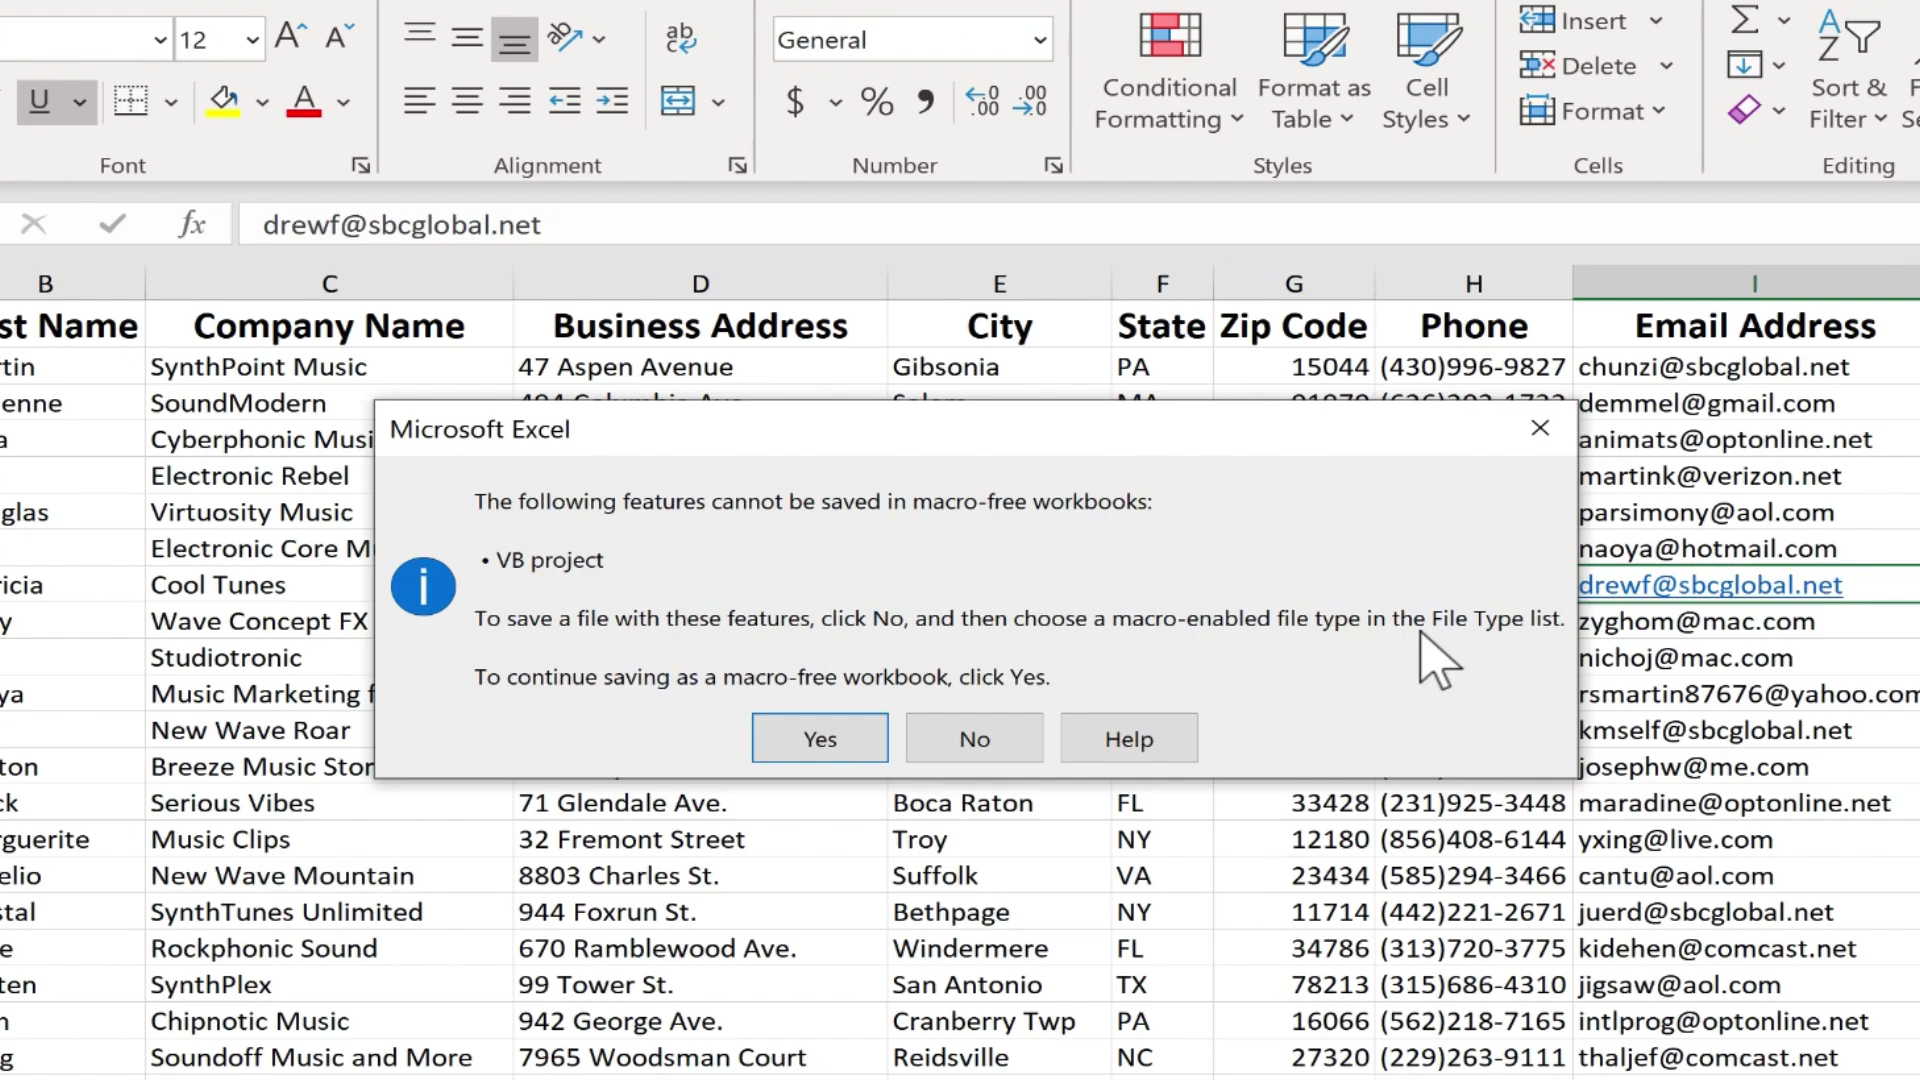 12
General
Insert
Delete
Format
Conditional Formatting
Format as Table
Cell Styles
Sort & Filter
Font
Alignment
Number
Styles
Cells
Editing
fx drewf@sbcglobal.net
B C D E F G H I
st Name Company Name Business Address City State Zip Code Phone Email Address
tin SynthPoint Music 47 Aspen Avenue Gibsonia PA 15044 (430)996-9827 chunzi@sbcglobal.net
enne SoundModern demmel@gmail.com
a Cyberphonic Musi animats@optonline.net
Electronic Rebel martink@verizon.net
glas Virtuosity Music parsimony@aol.com
Electronic Core M naoya@hotmail.com
icia Cool Tunes drewf@sbcglobal.net
y Wave Concept FX zyghom@mac.com
Studiotronic nichoj@mac.com
ya Music Marketing f rsmartin87676@yahoo.com
New Wave Roar kmself@sbcglobal.net
ton Breeze Music Stor josephw@me.com
Microsoft Excel
The following features cannot be saved in macro-free workbooks:
• VB project
To save a file with these features, click No, and then choose a macro-enabled file type in the File Type list.
To continue saving as a macro-free workbook, click Yes.
Yes No Help
ck Serious Vibes 71 Glendale Ave. Boca Raton FL 33428 (231)925-3448 maradine@optonline.net
guerite Music Clips 32 Fremont Street Troy NY 12180 (856)408-6144 yxing@live.com
elio New Wave Mountain 8803 Charles St. Suffolk VA 23434 (585)294-3466 cantu@aol.com
stal SynthTunes Unlimited 944 Foxrun St. Bethpage NY 11714 (442)221-2671 juerd@sbcglobal.net
e Rockphonic Sound 670 Ramblewood Ave. Windermere FL 34786 (313)720-3775 kidehen@comcast.net
ten SynthPlex 99 Tower St. San Antonio TX 78213 (315)686-4310 jigsaw@aol.com
n Chipnotic Music 942 George Ave. Cranberry Twp PA 16066 (562)218-7165 intlprog@optonline.net
g Soundoff Music and More 7965 Woodsman Court Reidsville NC 27320 (229)263-9111 thaljef@comcast.net